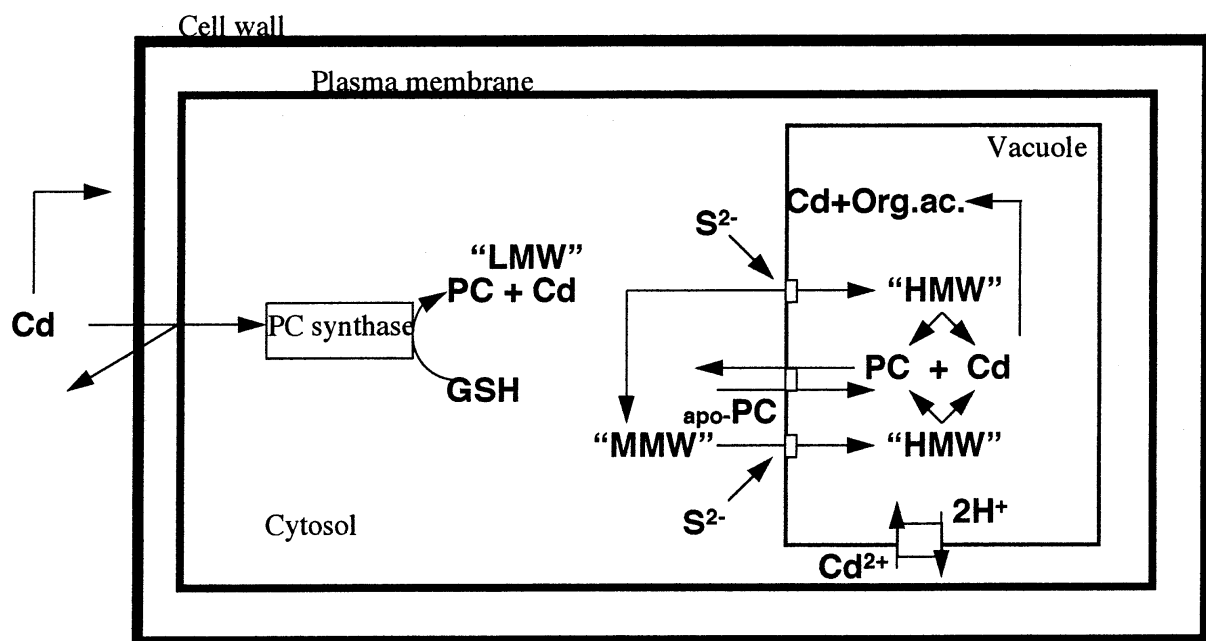 Cell wall
Plasma membrane
Vacuole
Cd+Org.ac.
S²⁻
“LMW”
PC + Cd
“HMW”
Cd
PC synthase
PC + Cd
GSH
apo-PC
“MMW”
“HMW”
S²⁻
2H⁺
Cytosol
Cd²⁺